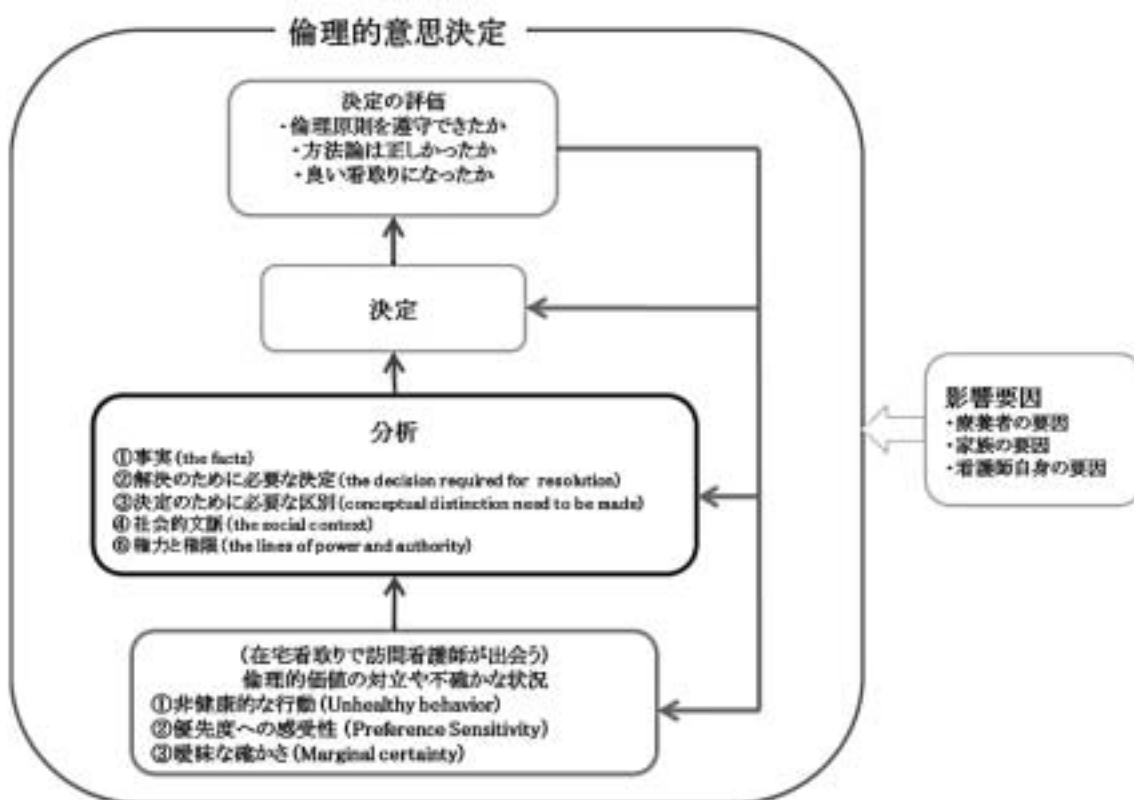 倫理的意思決定
決定の評価
・倫理原則を遵守できたか
・方法論は正しかったか
・良い看取りになったか
決定
分析
①事実(the facts)
②解決のために必要な決定(the decision required for resolution)
③決定のために必要な区別(conceptual distinction need to be made)
④社会的文脈(the social context)
⑥権力と権限(the lines of power and authority)
(在宅看取りで訪問看護師が出会う)
倫理的価値の対立や不確かな状況
①非健康的な行動(Unhealthy behavior)
②優先度への感受性(Preference Sensitivity)
③曖昧な確かさ(Marginal certainty)
影響要因
・療養者の要因
・家族の要因
・看護師自身の要因